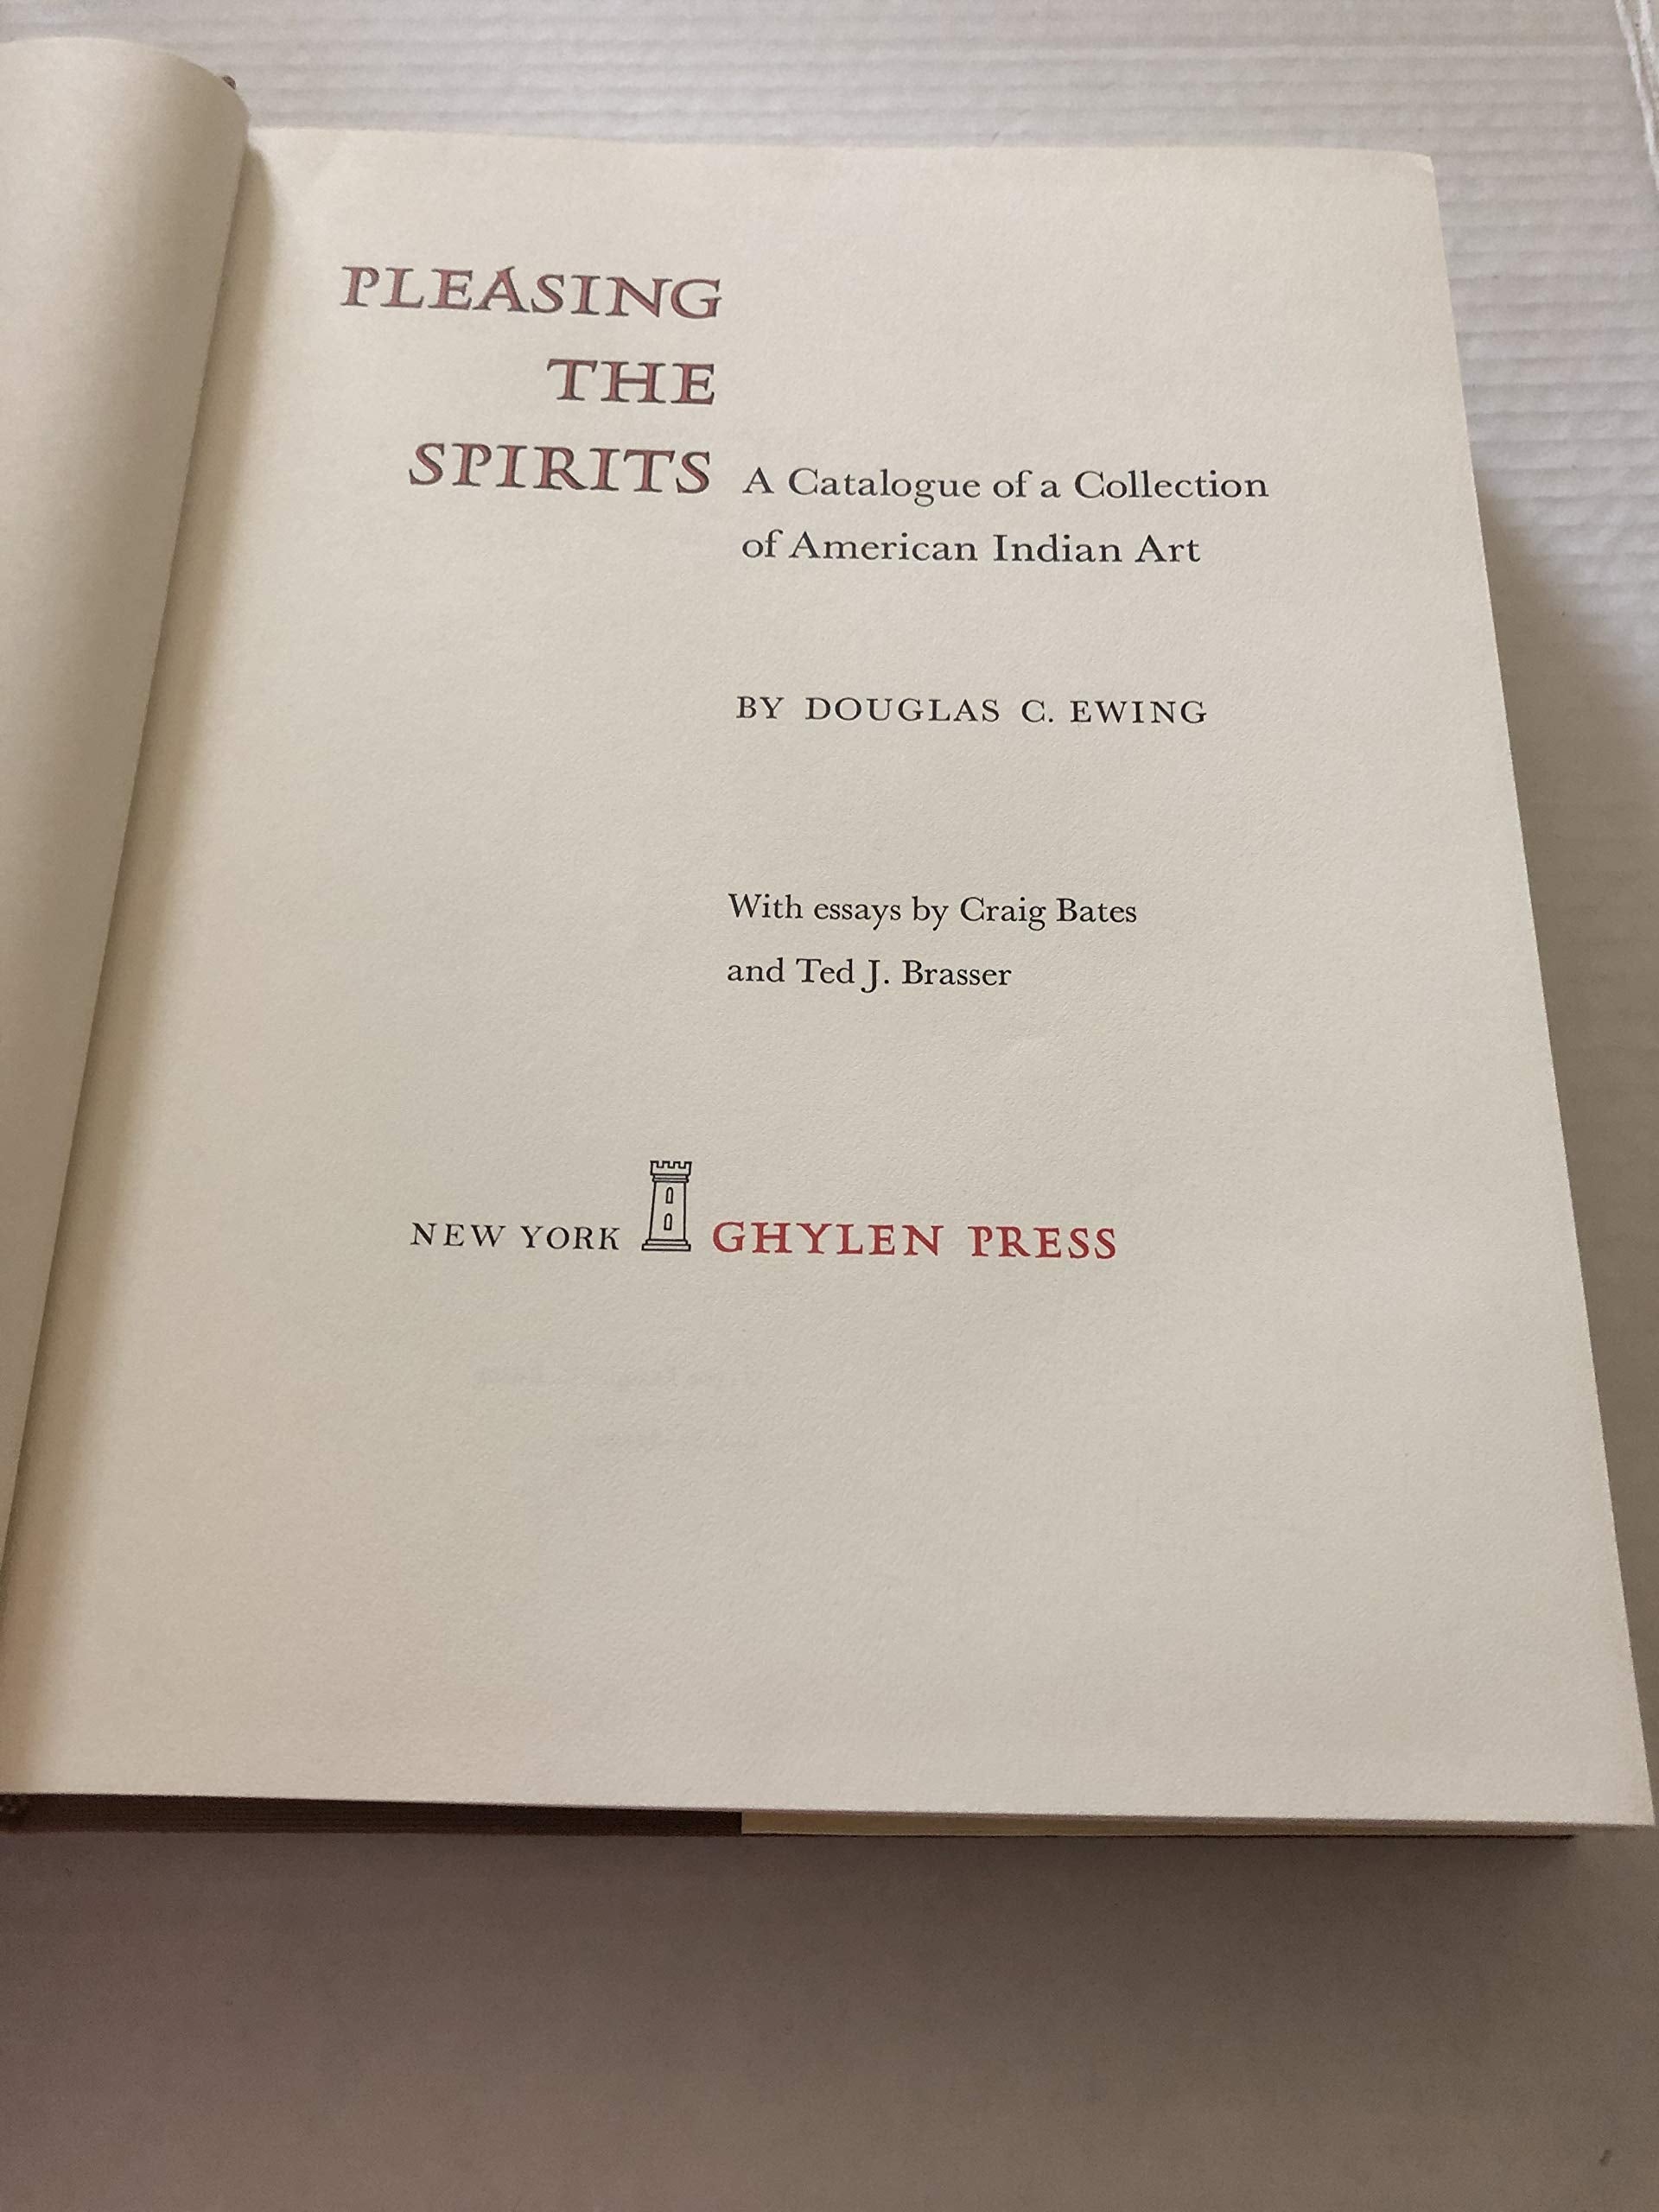 PLEASING
THE
SPIRITS A Catalogue of a Collection
of American Indian Art
BY DOUGLAS C. EWING
With essays by Craig Bates
and Ted J. Brasser
NEW YORK GHYLEN PRESS